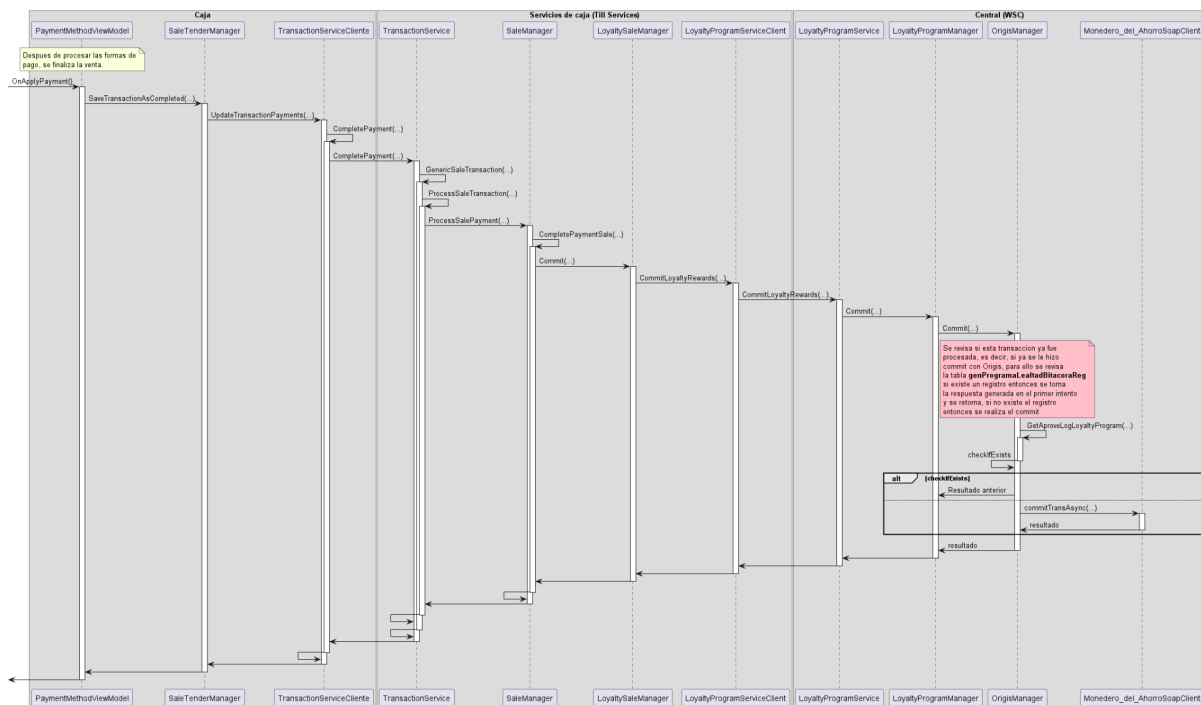 Caja
Servicios de caja (Till Services)
Central (WSC)
PaymentMethodViewModel
SaleTenderManager
TransactionServiceCliente
TransactionService
SaleManager
LoyaltySaleManager
LoyaltyProgramServiceClient
LoyaltyProgramService
LoyaltyProgramManager
OrigisManager
Monedero_del_AhorroSoapClient
Despues de procesar las formas de
pago, se finaliza la venta.
OnApplyPayment()
SaveTransactionAsCompleted(...)
UpdateTransactionPayments(...)
CompletePayment(...)
CompletePayment(...)
GenericSaleTransaction(...)
ProcessSaleTransaction(...)
ProcessSalePayment(...)
CompletePaymentSale(...)
Commit(...)
CommitLoyaltyRewards(...)
CommitLoyaltyRewards(...)
Commit(...)
Commit(...)
Se revisa si esta transaccion ya fue
procesada, es decir, si ya se le hizo
commit con Origis, para ello se revisa
la tabla genProgramaLealtadBitacoraReg
si existe un registro entonces se toma
la respuesta generada en el primer intento
y se retorna, si no existe el registro
entonces se realiza el commit
GetAproveLogLoyaltyProgram(...)
checkIfExists
alt
[checkIfExists]
Resultado anterior
commitTransAsync(...)
resultado
resultado
PaymentMethodViewModel
SaleTenderManager
TransactionServiceCliente
TransactionService
SaleManager
LoyaltySaleManager
LoyaltyProgramServiceClient
LoyaltyProgramService
LoyaltyProgramManager
OrigisManager
Monedero_del_AhorroSoapClient